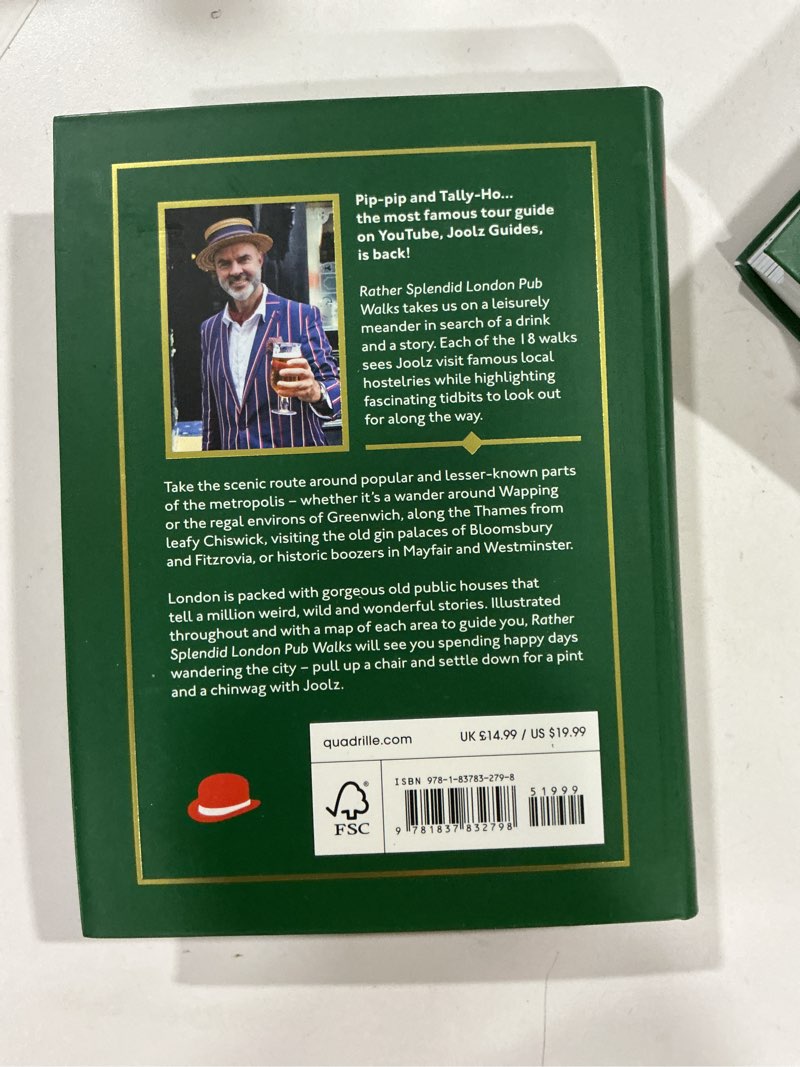 Pip-pip and Tally-Ho...
the most famous tour guide
on YouTube, Joolz Guides,
is back!
Rather Splendid London Pub
Walks takes us on a leisurely
meander in search of a drink
and a story. Each of the 18 walks
sees Joolz visit famous local
hostelries while highlighting
fascinating tidbits to look out
for along the way.
Take the scenic route around popular and lesser-known parts
of the metropolis – whether it's a wander around Wapping
or the regal environs of Greenwich, along the Thames from
leafy Chiswick, visiting the old gin palaces of Bloomsbury
and Fitzrovia, or historic boozers in Mayfair and Westminster.
London is packed with gorgeous old public houses that
tell a million weird, wild and wonderful stories. Illustrated
throughout and with a map of each area to guide you, Rather
Splendid London Pub Walks will see you spending happy days
wandering the city – pull up a chair and settle down for a pint
and a chinwag with Joolz.
quadrille.com
UK £14.99 / US $19.99
ISBN 978-1-83783-279-8
51999
9 781837 832798
FSC
®